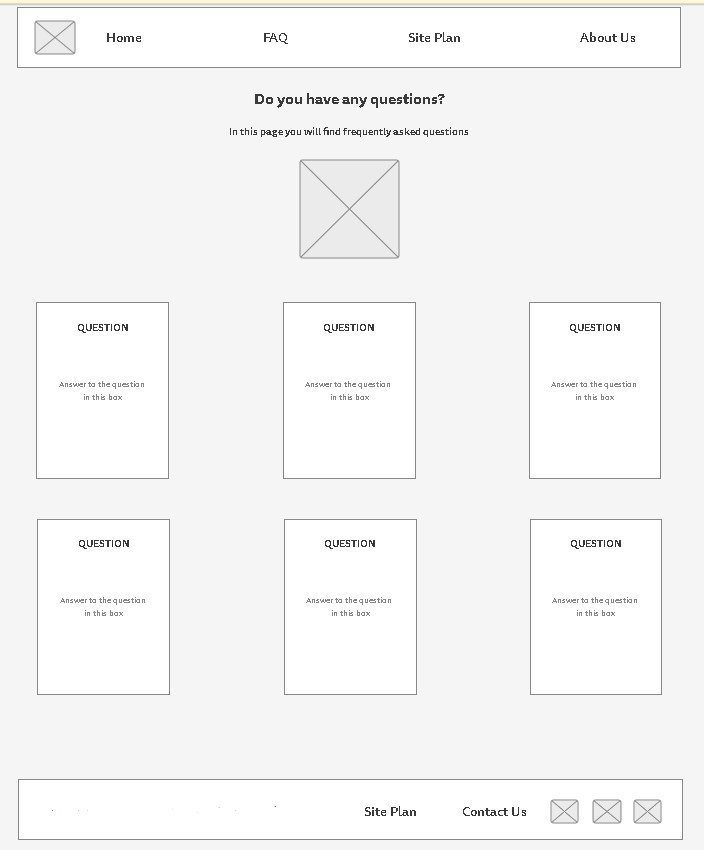 Home FAQ Site Plan About Us
Do you have any questions?
In this page you will find frequently asked questions
QUESTION QUESTION QUESTION
Answer to the question Answer to the question Answer to the question
in this box in this box in this box
QUESTION QUESTION QUESTION
Answer to the question Answer to the question Answer to the question
in this box in this box in this box
Site Plan Contact Us